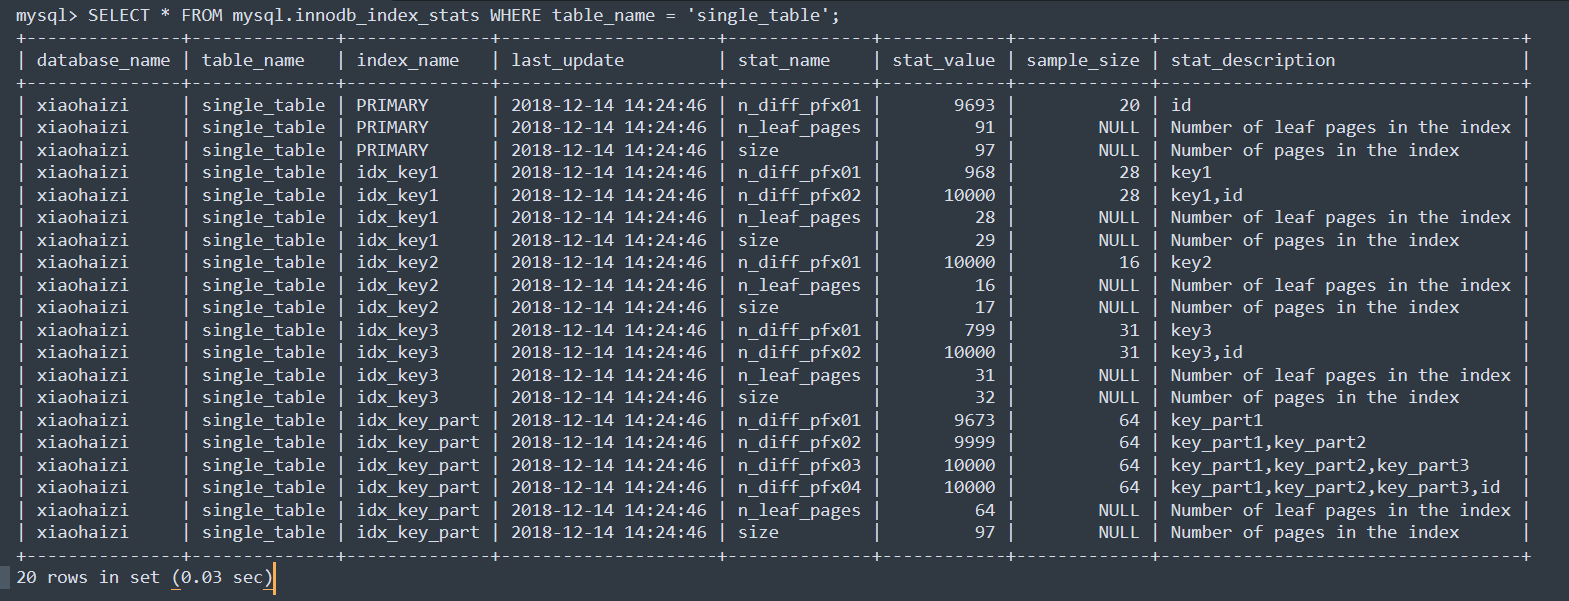 mysql> SELECT * FROM mysql.innodb_index_stats WHERE table_name = 'single_table';
+---------------+--------------+--------------+---------------------+--------------+------------+-------------+-----------------------------------+
| database_name | table_name   | index_name   | last_update         | stat_name    | stat_value | sample_size | stat_description                  |
+---------------+--------------+--------------+---------------------+--------------+------------+-------------+-----------------------------------+
| xiaohaizi     | single_table | PRIMARY      | 2018-12-14 14:24:46 | n_diff_pfx01 |       9693 |          20 | id                                |
| xiaohaizi     | single_table | PRIMARY      | 2018-12-14 14:24:46 | n_leaf_pages |         91 |        NULL | Number of leaf pages in the index |
| xiaohaizi     | single_table | PRIMARY      | 2018-12-14 14:24:46 | size         |         97 |        NULL | Number of pages in the index      |
| xiaohaizi     | single_table | idx_key1     | 2018-12-14 14:24:46 | n_diff_pfx01 |        968 |          28 | key1                              |
| xiaohaizi     | single_table | idx_key1     | 2018-12-14 14:24:46 | n_diff_pfx02 |      10000 |          28 | key1,id                           |
| xiaohaizi     | single_table | idx_key1     | 2018-12-14 14:24:46 | n_leaf_pages |         28 |        NULL | Number of leaf pages in the index |
| xiaohaizi     | single_table | idx_key1     | 2018-12-14 14:24:46 | size         |         29 |        NULL | Number of pages in the index      |
| xiaohaizi     | single_table | idx_key2     | 2018-12-14 14:24:46 | n_diff_pfx01 |      10000 |          16 | key2                              |
| xiaohaizi     | single_table | idx_key2     | 2018-12-14 14:24:46 | n_leaf_pages |         16 |        NULL | Number of leaf pages in the index |
| xiaohaizi     | single_table | idx_key2     | 2018-12-14 14:24:46 | size         |         17 |        NULL | Number of pages in the index      |
| xiaohaizi     | single_table | idx_key3     | 2018-12-14 14:24:46 | n_diff_pfx01 |        799 |          31 | key3                              |
| xiaohaizi     | single_table | idx_key3     | 2018-12-14 14:24:46 | n_diff_pfx02 |      10000 |          31 | key3,id                           |
| xiaohaizi     | single_table | idx_key3     | 2018-12-14 14:24:46 | n_leaf_pages |         31 |        NULL | Number of leaf pages in the index |
| xiaohaizi     | single_table | idx_key3     | 2018-12-14 14:24:46 | size         |         32 |        NULL | Number of pages in the index      |
| xiaohaizi     | single_table | idx_key_part | 2018-12-14 14:24:46 | n_diff_pfx01 |       9673 |          64 | key_part1                         |
| xiaohaizi     | single_table | idx_key_part | 2018-12-14 14:24:46 | n_diff_pfx02 |       9999 |          64 | key_part1,key_part2               |
| xiaohaizi     | single_table | idx_key_part | 2018-12-14 14:24:46 | n_diff_pfx03 |      10000 |          64 | key_part1,key_part2,key_part3     |
| xiaohaizi     | single_table | idx_key_part | 2018-12-14 14:24:46 | n_diff_pfx04 |      10000 |          64 | key_part1,key_part2,key_part3,id  |
| xiaohaizi     | single_table | idx_key_part | 2018-12-14 14:24:46 | n_leaf_pages |         64 |        NULL | Number of leaf pages in the index |
| xiaohaizi     | single_table | idx_key_part | 2018-12-14 14:24:46 | size         |         97 |        NULL | Number of pages in the index      |
+---------------+--------------+--------------+---------------------+--------------+------------+-------------+-----------------------------------+
20 rows in set (0.03 sec)